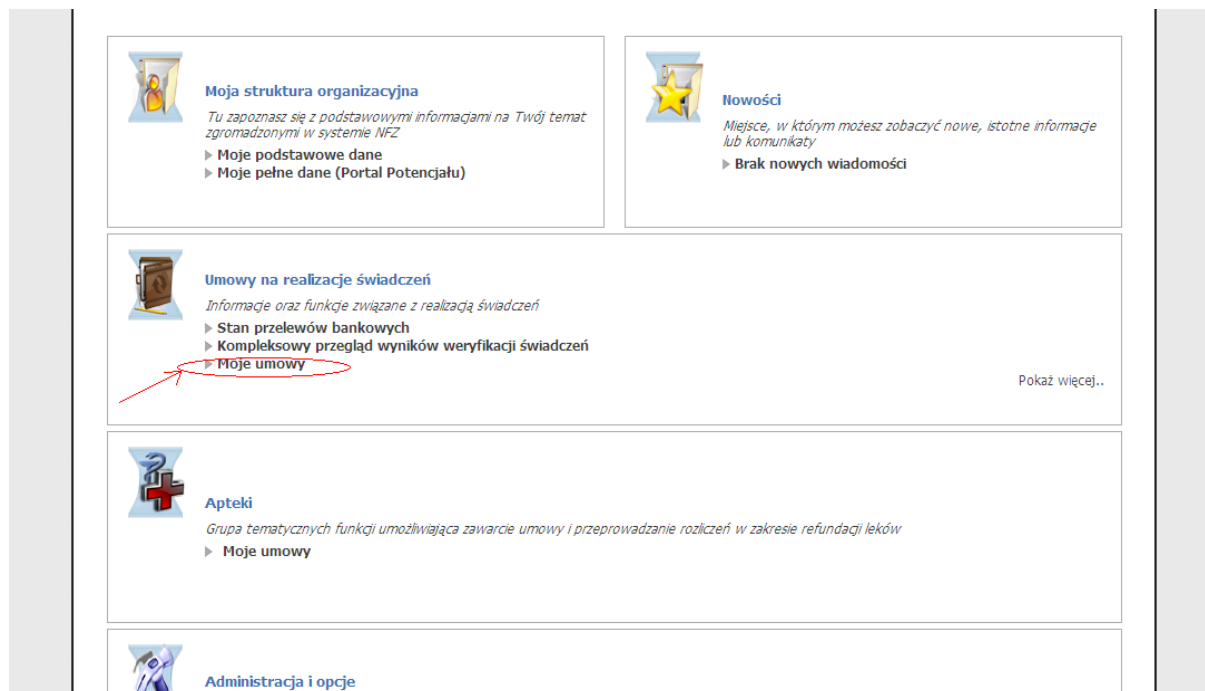 Moja struktura organizacyjna
Tu zapoznasz się z podstawowymi informacjami na Twój temat
zgromadzonymi w systemie NFZ
Moje podstawowe dane
Moje pełne dane (Portal Potencjału)
Nowości
Miejsce, w którym możesz zobaczyć nowe, istotne informacje
lub komunikaty
Brak nowych wiadomości
Umowy na realizacje świadczeń
Informacje oraz funkcje związane z realizacją świadczeń
Stan przelewów bankowych
Kompleksowy przegląd wyników weryfikacji świadczeń
Moje umowy
Pokaż więcej..
Apteki
Grupa tematycznych funkcji umożliwiająca zawarcie umowy i przeprowadzanie rozliczeń w zakresie refundacji leków
Moje umowy
Administracja i opcje